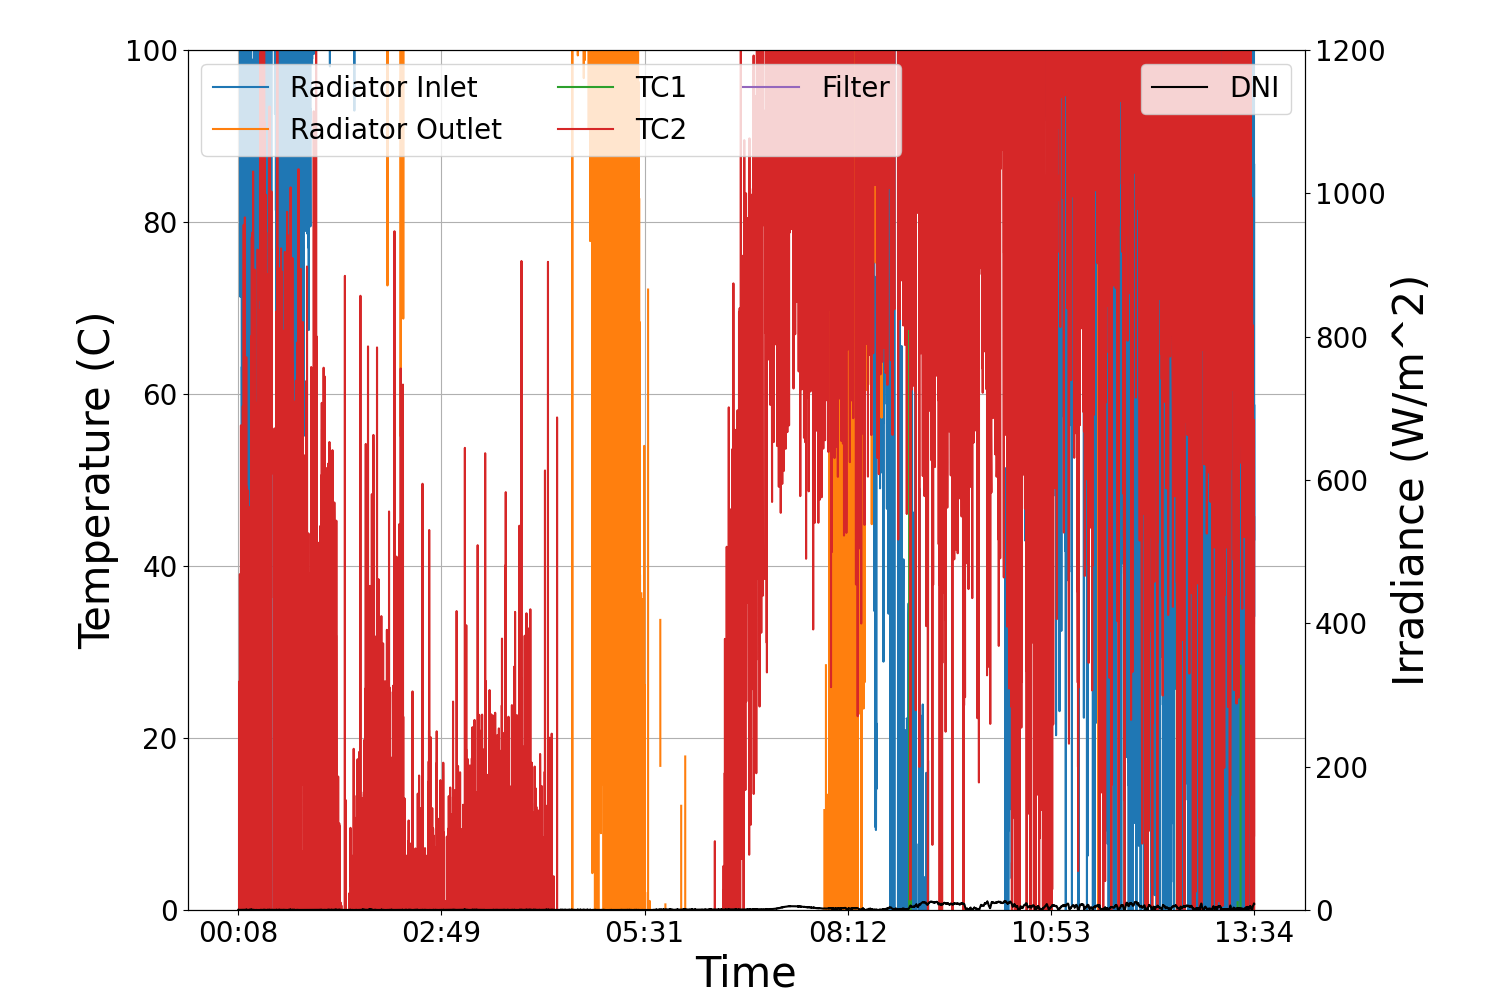 100
80
60
40
20
0
Temperature (C)
Radiator Inlet
Radiator Outlet
TC1
TC2
Filter
DNI
1200
1000
800
600
400
200
0
Irradiance (W/m^2)
00:08
02:49
05:31
08:12
10:53
13:34
Time